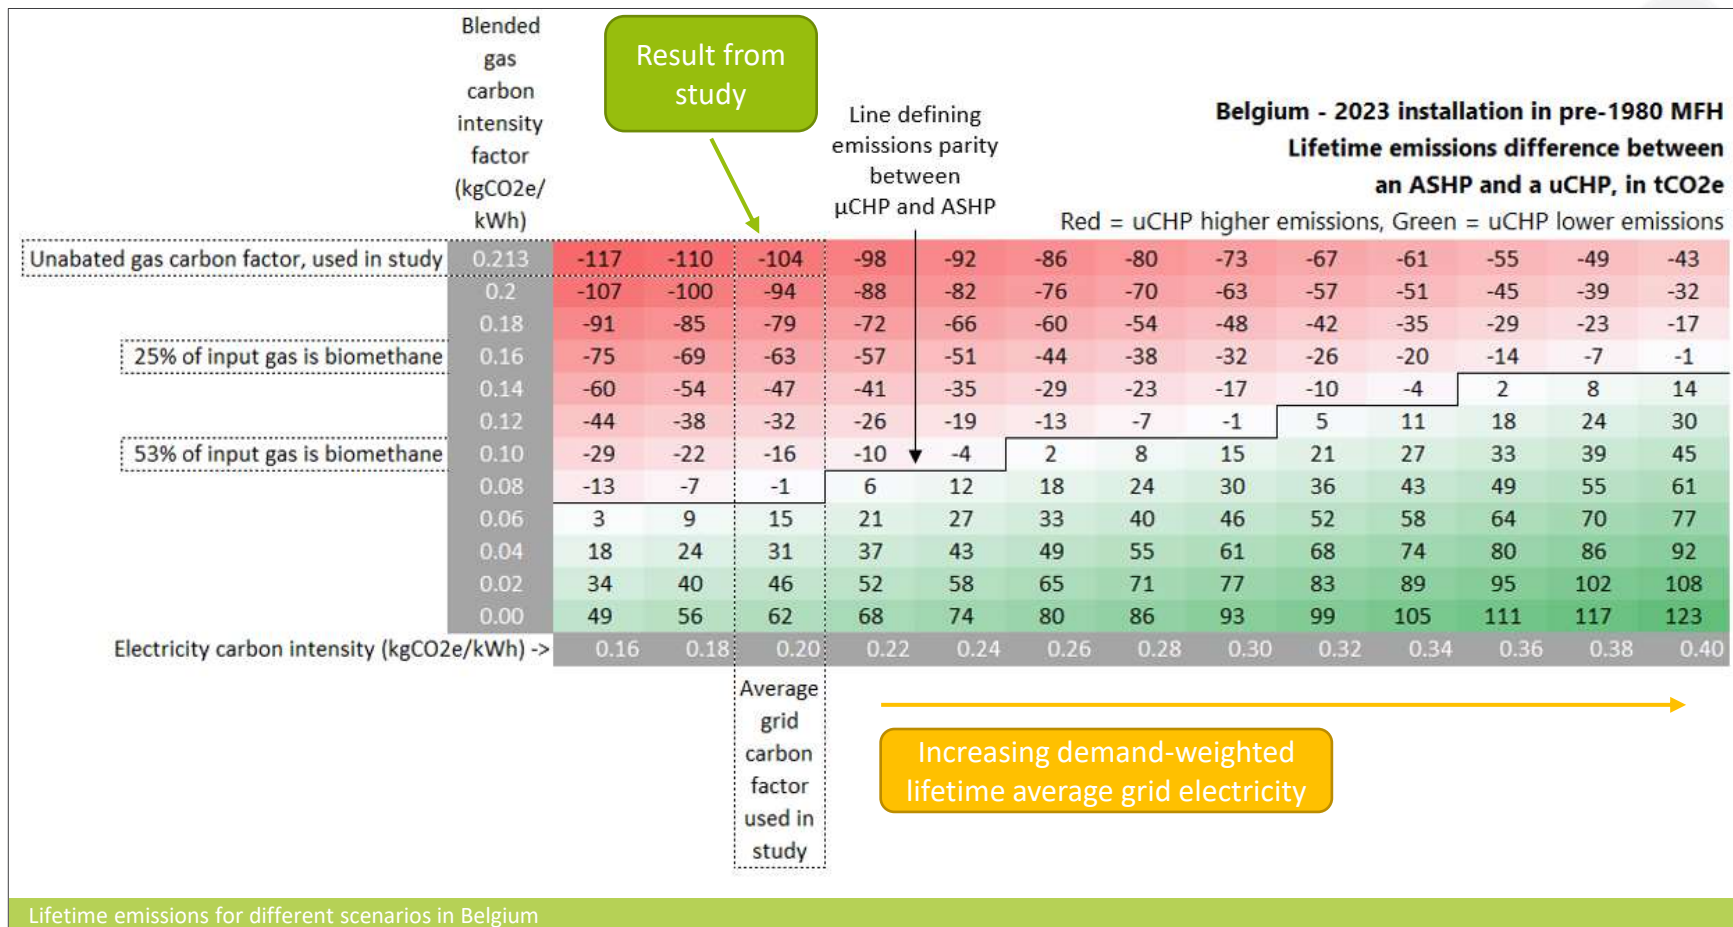 Blended
gas
carbon
intensity
factor
(kgCO2e/
kWh)
Result from
study
Line defining
emissions parity
between
µCHP and ASHP
Belgium - 2023 installation in pre-1980 MFH
Lifetime emissions difference between
an ASHP and a uCHP, in tCO2e
Red = uCHP higher emissions, Green = uCHP lower emissions
Unabated gas carbon factor, used in study 0.213 -117 -110 -104 -98 -92 -86 -80 -73 -67 -61 -55 -49 -43
0.2 -107 -100 -94 -88 -82 -76 -70 -63 -57 -51 -45 -39 -32
0.18 -91 -85 -79 -72 -66 -60 -54 -48 -42 -35 -29 -23 -17
25% of input gas is biomethane 0.16 -75 -69 -63 -57 -51 -44 -38 -32 -26 -20 -14 -7 -1
0.14 -60 -54 -47 -41 -35 -29 -23 -17 -10 -4 2 8 14
0.12 -44 -38 -32 -26 -19 -13 -7 -1 5 11 18 24 30
53% of input gas is biomethane 0.10 -29 -22 -16 -10 -4 2 8 15 21 27 33 39 45
0.08 -13 -7 -1 6 12 18 24 30 36 43 49 55 61
0.06 3 9 15 21 27 33 40 46 52 58 64 70 77
0.04 18 24 31 37 43 49 55 61 68 74 80 86 92
0.02 34 40 46 52 58 65 71 77 83 89 95 102 108
0.00 49 56 62 68 74 80 86 93 99 105 111 117 123
Electricity carbon intensity (kgCO2e/kWh) -> 0.16 0.18 0.20 0.22 0.24 0.26 0.28 0.30 0.32 0.34 0.36 0.38 0.40
Average
grid
carbon
factor
used in
study
Increasing demand-weighted
lifetime average grid electricity
Lifetime emissions for different scenarios in Belgium